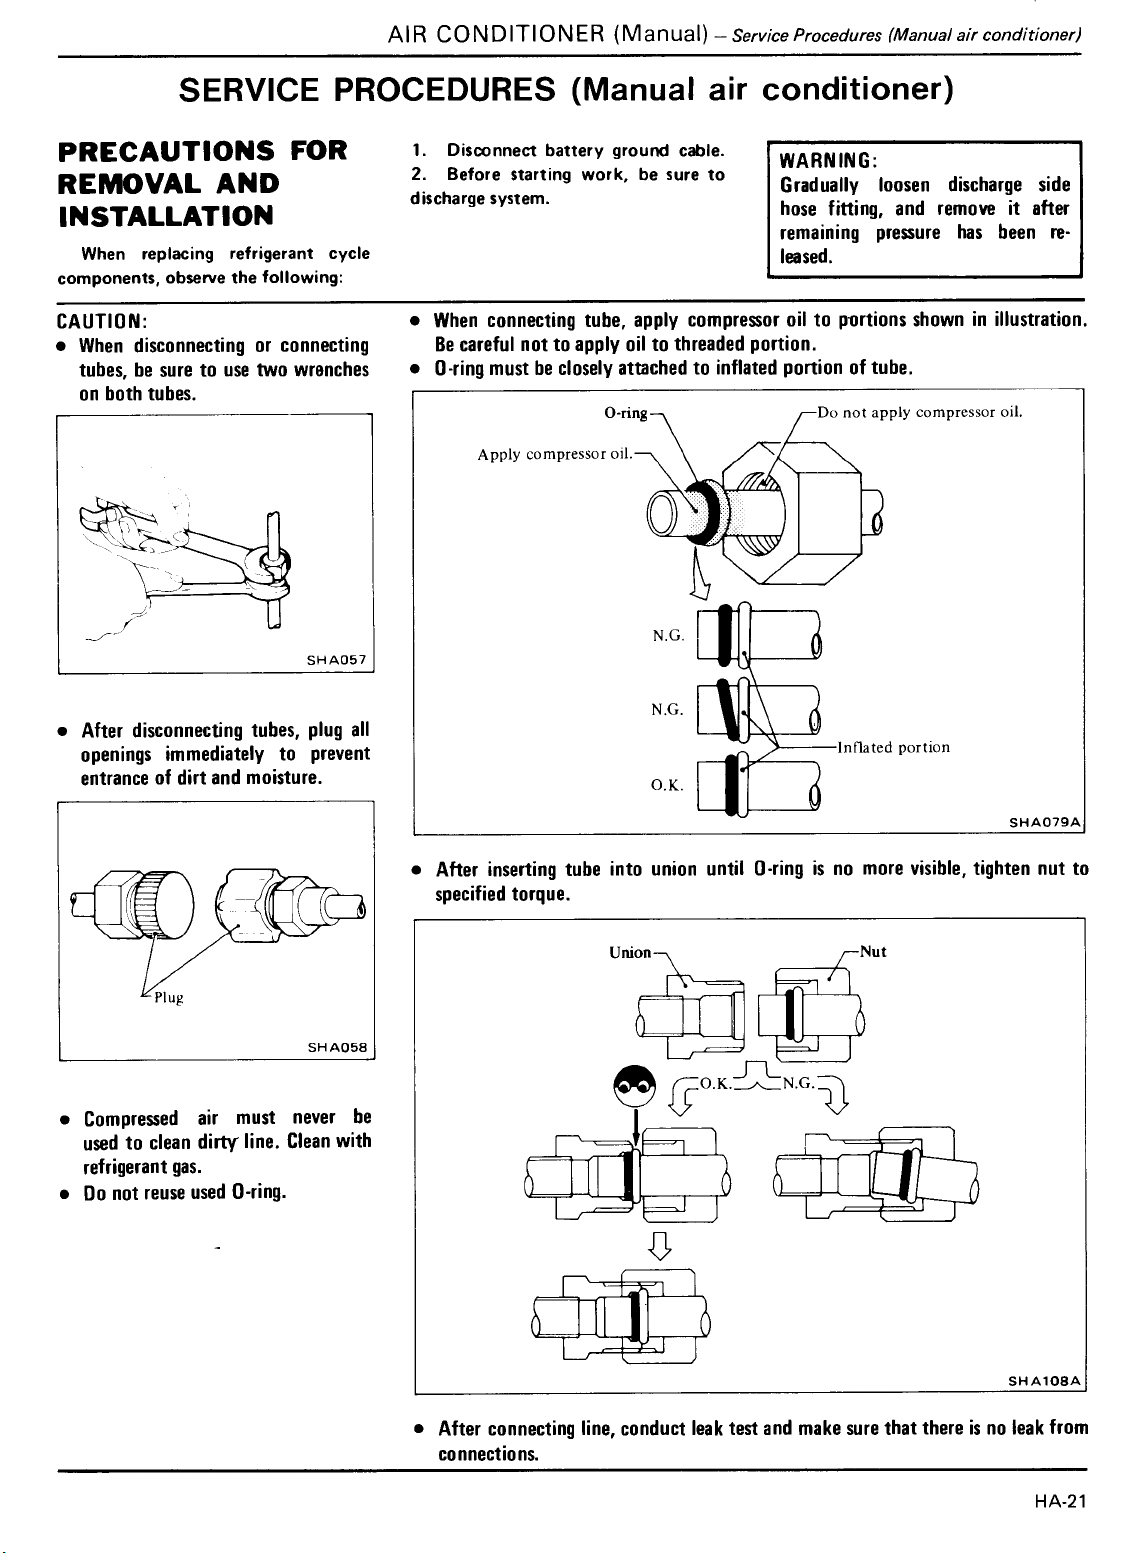 AIR CONDITIONER (Manual) – Service Procedures (Manual air conditioner)
SERVICE PROCEDURES (Manual air conditioner)
PRECAUTIONS FOR
REMOVAL AND
INSTALLATION
When replacing refrigerant cycle
components, observe the following:
1. Disconnect battery ground cable.
2. Before starting work, be sure to
discharge system.
WARNING:
Gradually loosen discharge side
hose fitting, and remove it after
remaining pressure has been re-
leased.
CAUTION:
● When disconnecting or connecting
tubes, be sure to use two wrenches
on both tubes.
SHA057
● After disconnecting tubes, plug all
openings immediately to prevent
entrance of dirt and moisture.
Plug
SHA058
● Compressed air must never be
used to clean dirty line. Clean with
refrigerant gas.
● Do not reuse used O-ring.
● When connecting tube, apply compressor oil to portions shown in illustration.
Be careful not to apply oil to threaded portion.
● O-ring must be closely attached to inflated portion of tube.
O-ring
Do not apply compressor oil.
Apply compressor oil.
N.G.
N.G.
Inflated portion
O.K.
SHA079A
● After inserting tube into union until O-ring is no more visible, tighten nut to
specified torque.
Union
Nut
O.K.
N.G.
SHA108A
● After connecting line, conduct leak test and make sure that there is no leak from
connections.
HA-21